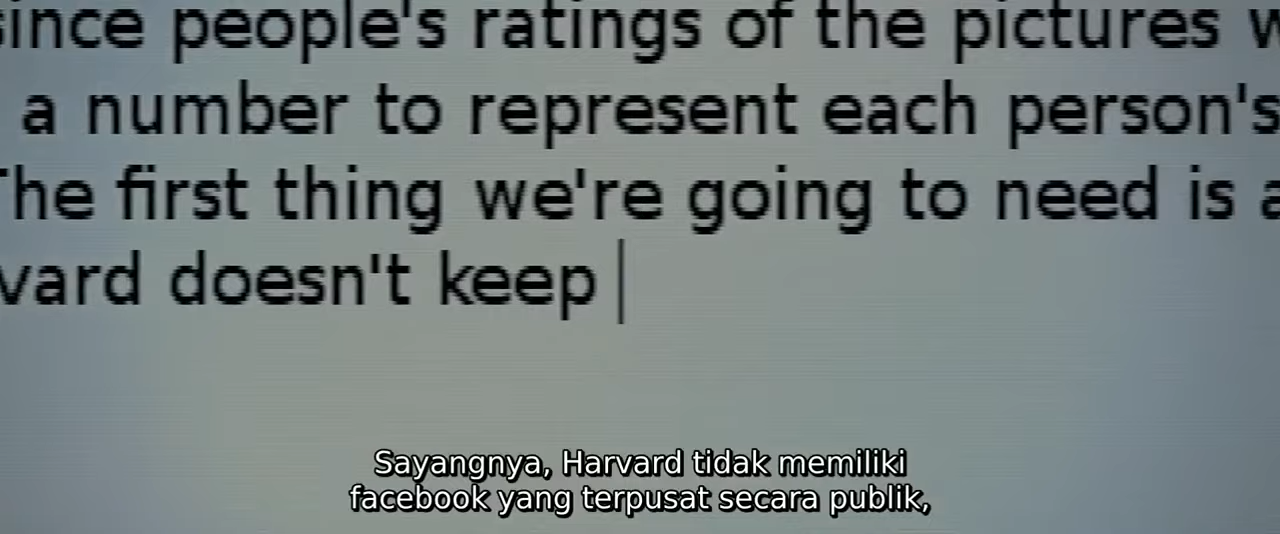 since people's ratings of the pictures
a number to represent each person's
The first thing we're going to need is a
vard doesn't keep
Sayangnya, Harvard tidak memiliki
facebook yang terpusat secara publik,